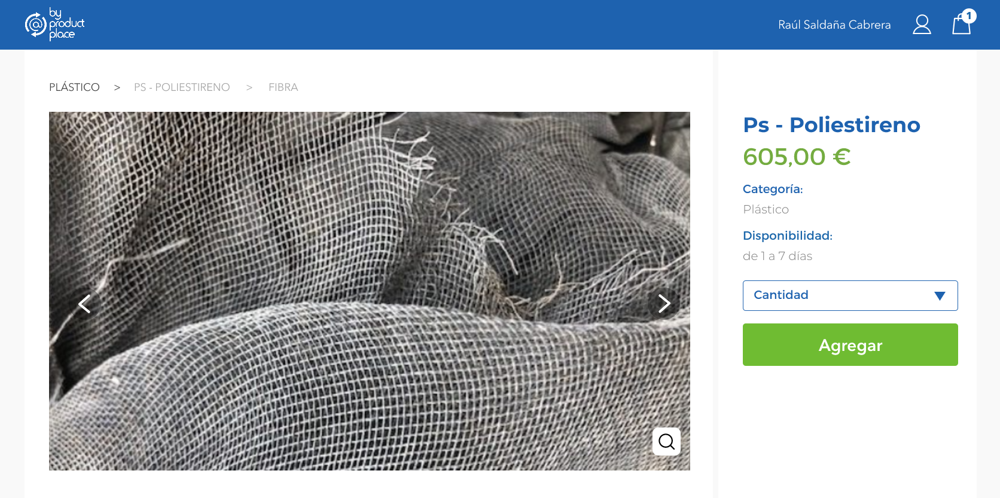 by
product
place
Raúl Saldaña Cabrera
1
PLÁSTICO > PS - POLIESTIRENO > FIBRA
Ps - Poliestireno
605,00 €
Categoría:
Plástico
Disponibilidad:
de 1 a 7 días
Cantidad
Agregar